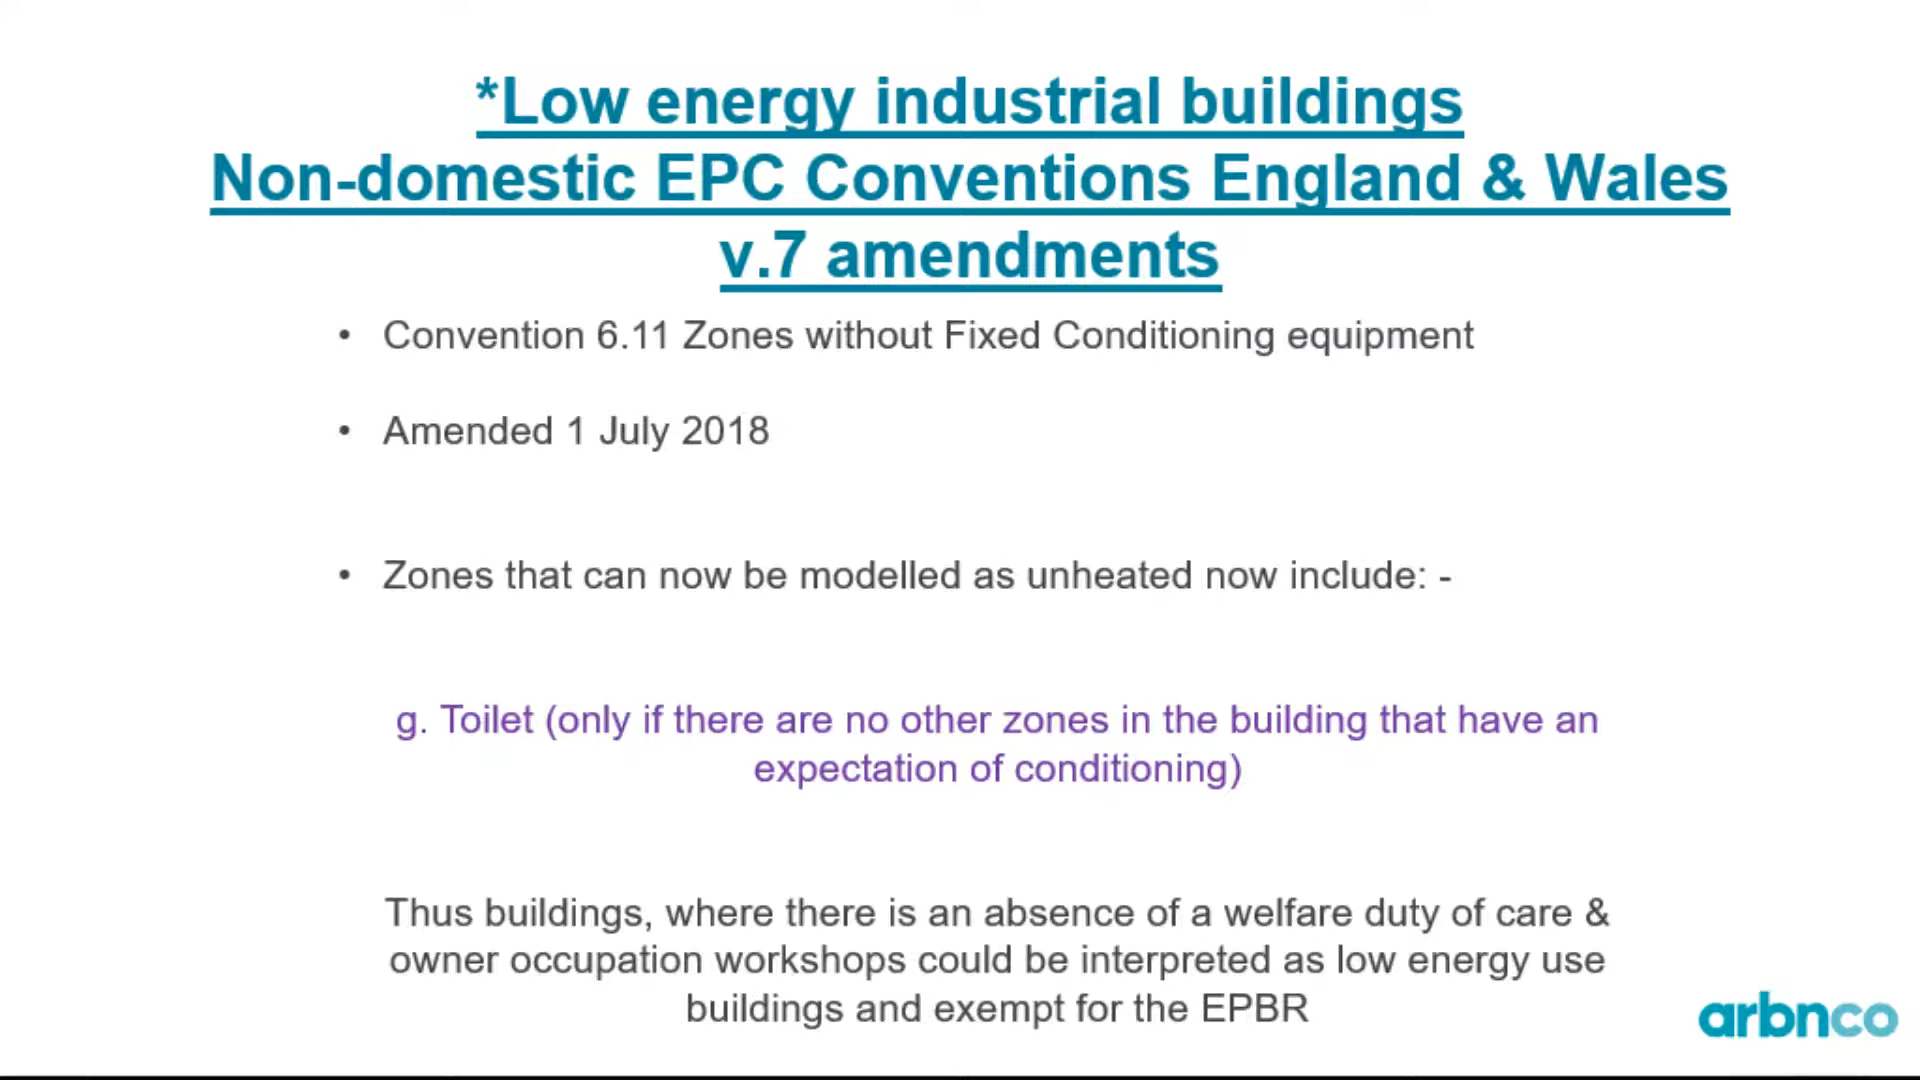 *Low energy industrial buildings
Non-domestic EPC Conventions England & Wales
v.7 amendments
• Convention 6.11 Zones without Fixed Conditioning equipment
• Amended 1 July 2018
• Zones that can now be modelled as unheated now include: -
g. Toilet (only if there are no other zones in the building that have an
expectation of conditioning)
Thus buildings, where there is an absence of a welfare duty of care &
owner occupation workshops could be interpreted as low energy use
buildings and exempt for the EPBR
arbnco